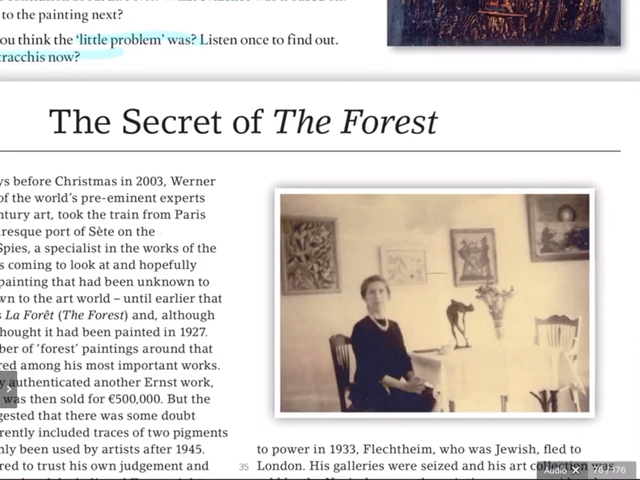 to the painting next?
ou think the ‘little problem’ was? Listen once to find out.
tracchis now?
The Secret of The Forest
ys before Christmas in 2003, Werner
of the world’s pre-eminent experts
ntury art, took the train from Paris
uresque port of Sète on the
Spies, a specialist in the works of the
s coming to look at and hopefully
painting that had been unknown to
wn to the art world – until earlier that
s La Forêt (The Forest) and, although
hought it had been painted in 1927.
ber of ‘forest’ paintings around that
red among his most important works.
y authenticated another Ernst work,
was then sold for €500,000. But the
gested that there was some doubt
rently included traces of two pigments
nly been used by artists after 1945.
red to trust his own judgement and
to power in 1933, Flechtheim, who was Jewish, fled to
35 London. His galleries were seized and his art collection was
Audio × 70 / 176